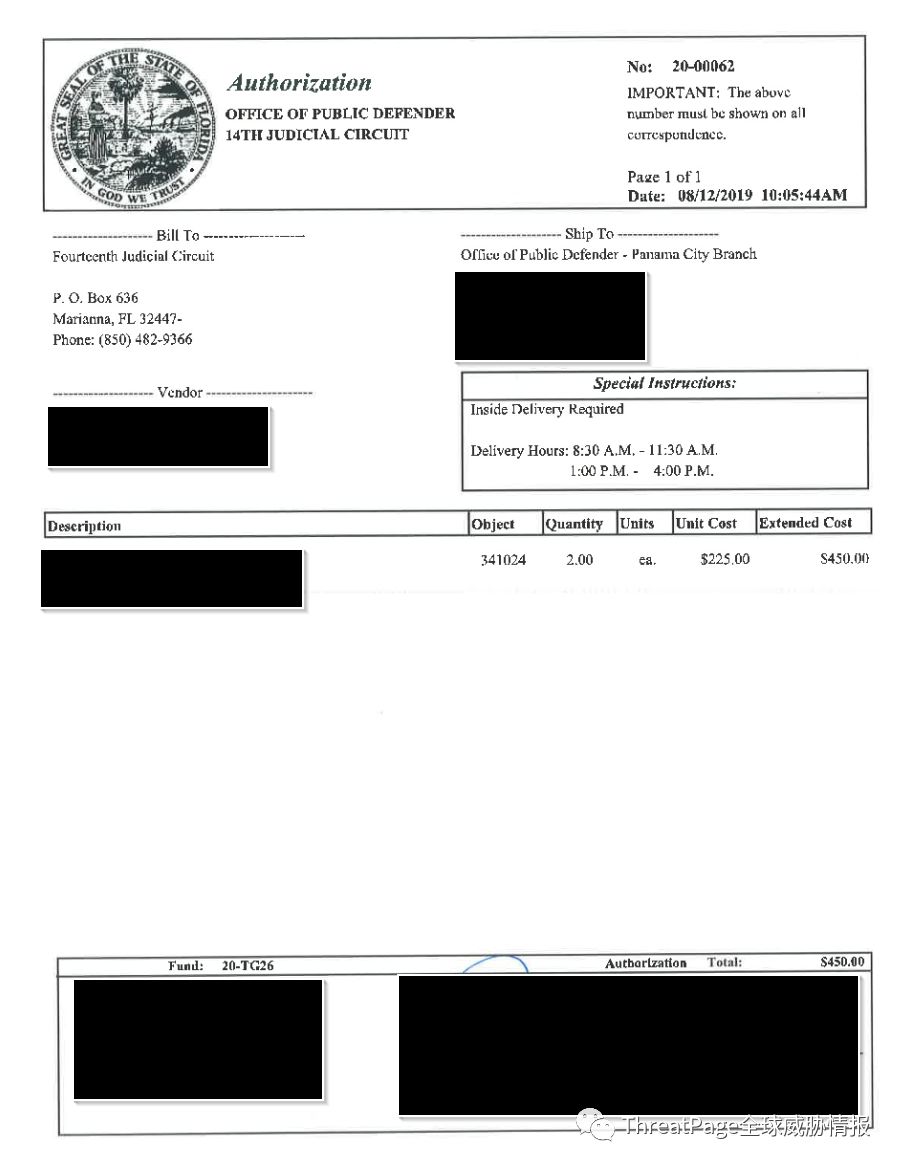 GREAT SEAL OF THE STATE OF FLORIDA
IN GOD WE TRUST
Authorization
OFFICE OF PUBLIC DEFENDER
14TH JUDICIAL CIRCUIT
No: 20-00062
IMPORTANT: The above
number must be shown on all
correspondence.
Page 1 of 1
Date: 08/12/2019 10:05:44AM
-------------------- Bill To --------------------
Fourteenth Judicial Circuit
P. O. Box 636
Marianna, FL 32447-
Phone: (850) 482-9366
-------------------- Ship To --------------------
Office of Public Defender - Panama City Branch
-------------------- Vendor ---------------------
Special Instructions:
Inside Delivery Required
Delivery Hours: 8:30 A.M. - 11:30 A.M.
1:00 P.M. - 4:00 P.M.
Description Object Quantity Units Unit Cost Extended Cost
341024 2.00 ea. $225.00 $450.00
Fund: 20-TG26 Authorization Total: $450.00
ThreatPage全球威胁情报